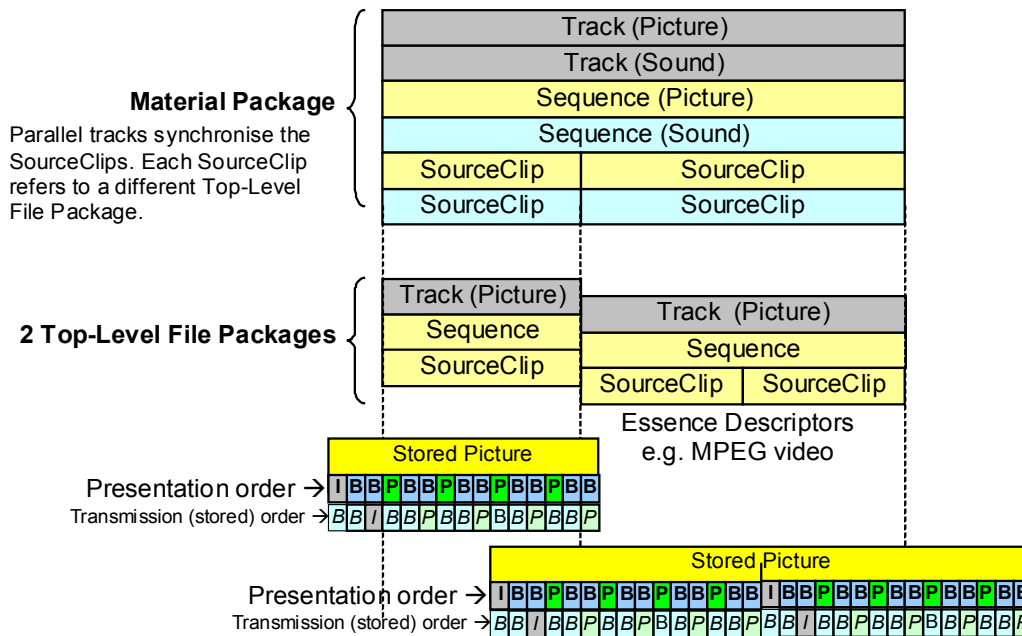 Track (Picture)
Track (Sound)
Material Package
Sequence (Picture)
Parallel tracks synchronise the
SourceClips. Each SourceClip
refers to a different Top-Level
File Package.
Sequence (Sound)
SourceClip SourceClip
SourceClip SourceClip
Track (Picture)
Track (Picture)
2 Top-Level File Packages
Sequence
Sequence
SourceClip
SourceClip SourceClip
Essence Descriptors
e.g. MPEG video
Stored Picture
Presentation order → I B B P B B P B B P B B P B B
Transmission (stored) order → B B I B B P B B P B B P B B P
Stored Picture
Presentation order → I B B P B B P B B P B B P B B I B B P B B P B B P B B P B B
Transmission (stored) order → B B I B B P B B P B B P B B P B B I B B P B B P B B P B B P